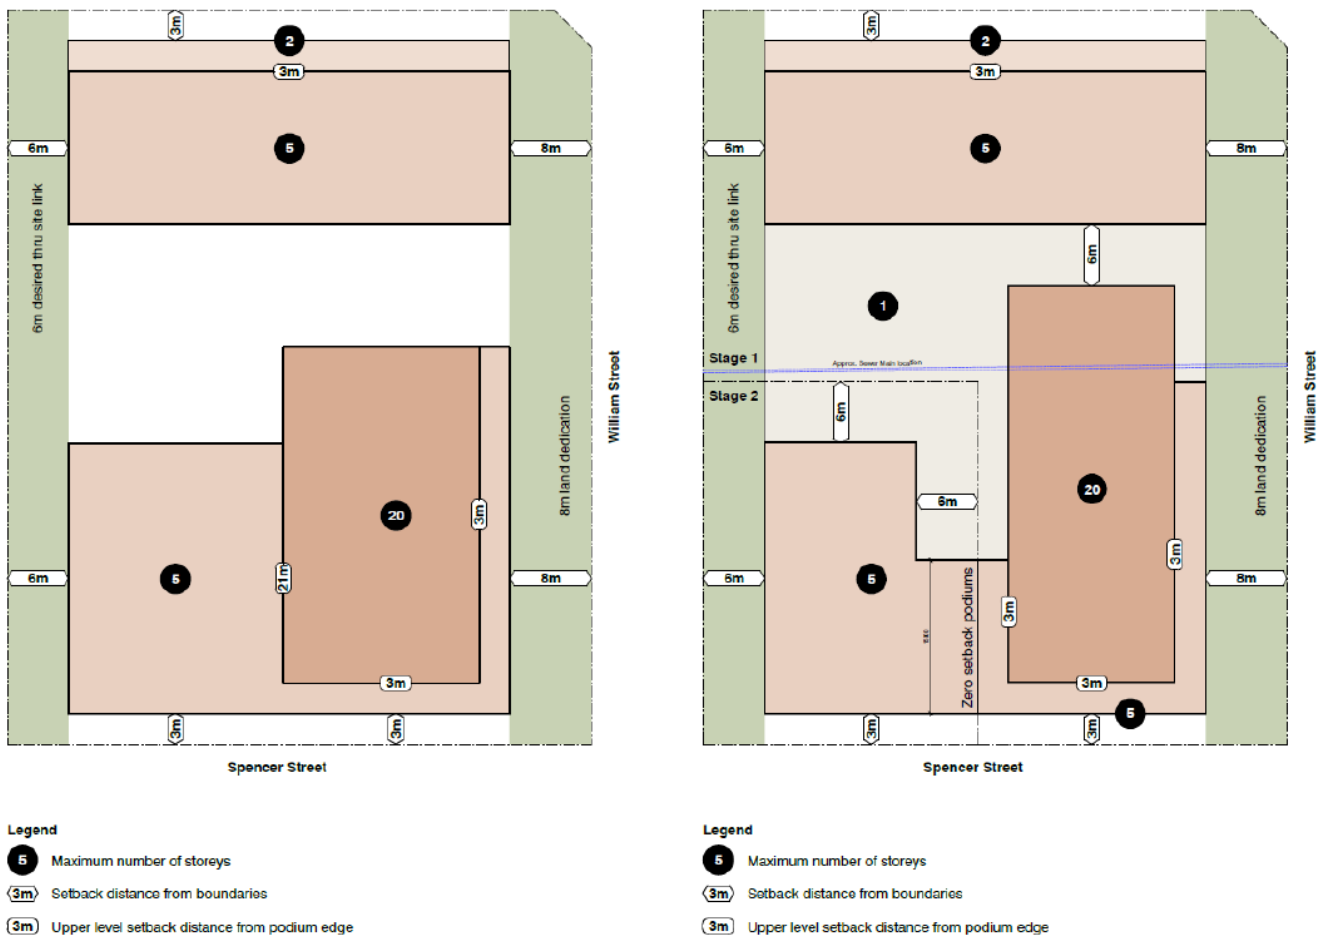 3m
2
3m
5
6m
8m
6m desired thru site link
William Street
8m land dedication
20
3m
21m
5
6m
8m
3m
3m
3m
Spencer Street
Legend
5 Maximum number of storeys
3m Setback distance from boundaries
3m Upper level setback distance from podium edge
3m
2
3m
5
6m
8m
6m desired thru site link
6m
1
Stage 1
Approx. Sewer Main location
Stage 2
William Street
8m land dedication
6m
6m
20
3m
5
6m
8m
Zero setback podiums
3m
3m
5
3m
3m
Spencer Street
Legend
5 Maximum number of storeys
3m Setback distance from boundaries
3m Upper level setback distance from podium edge